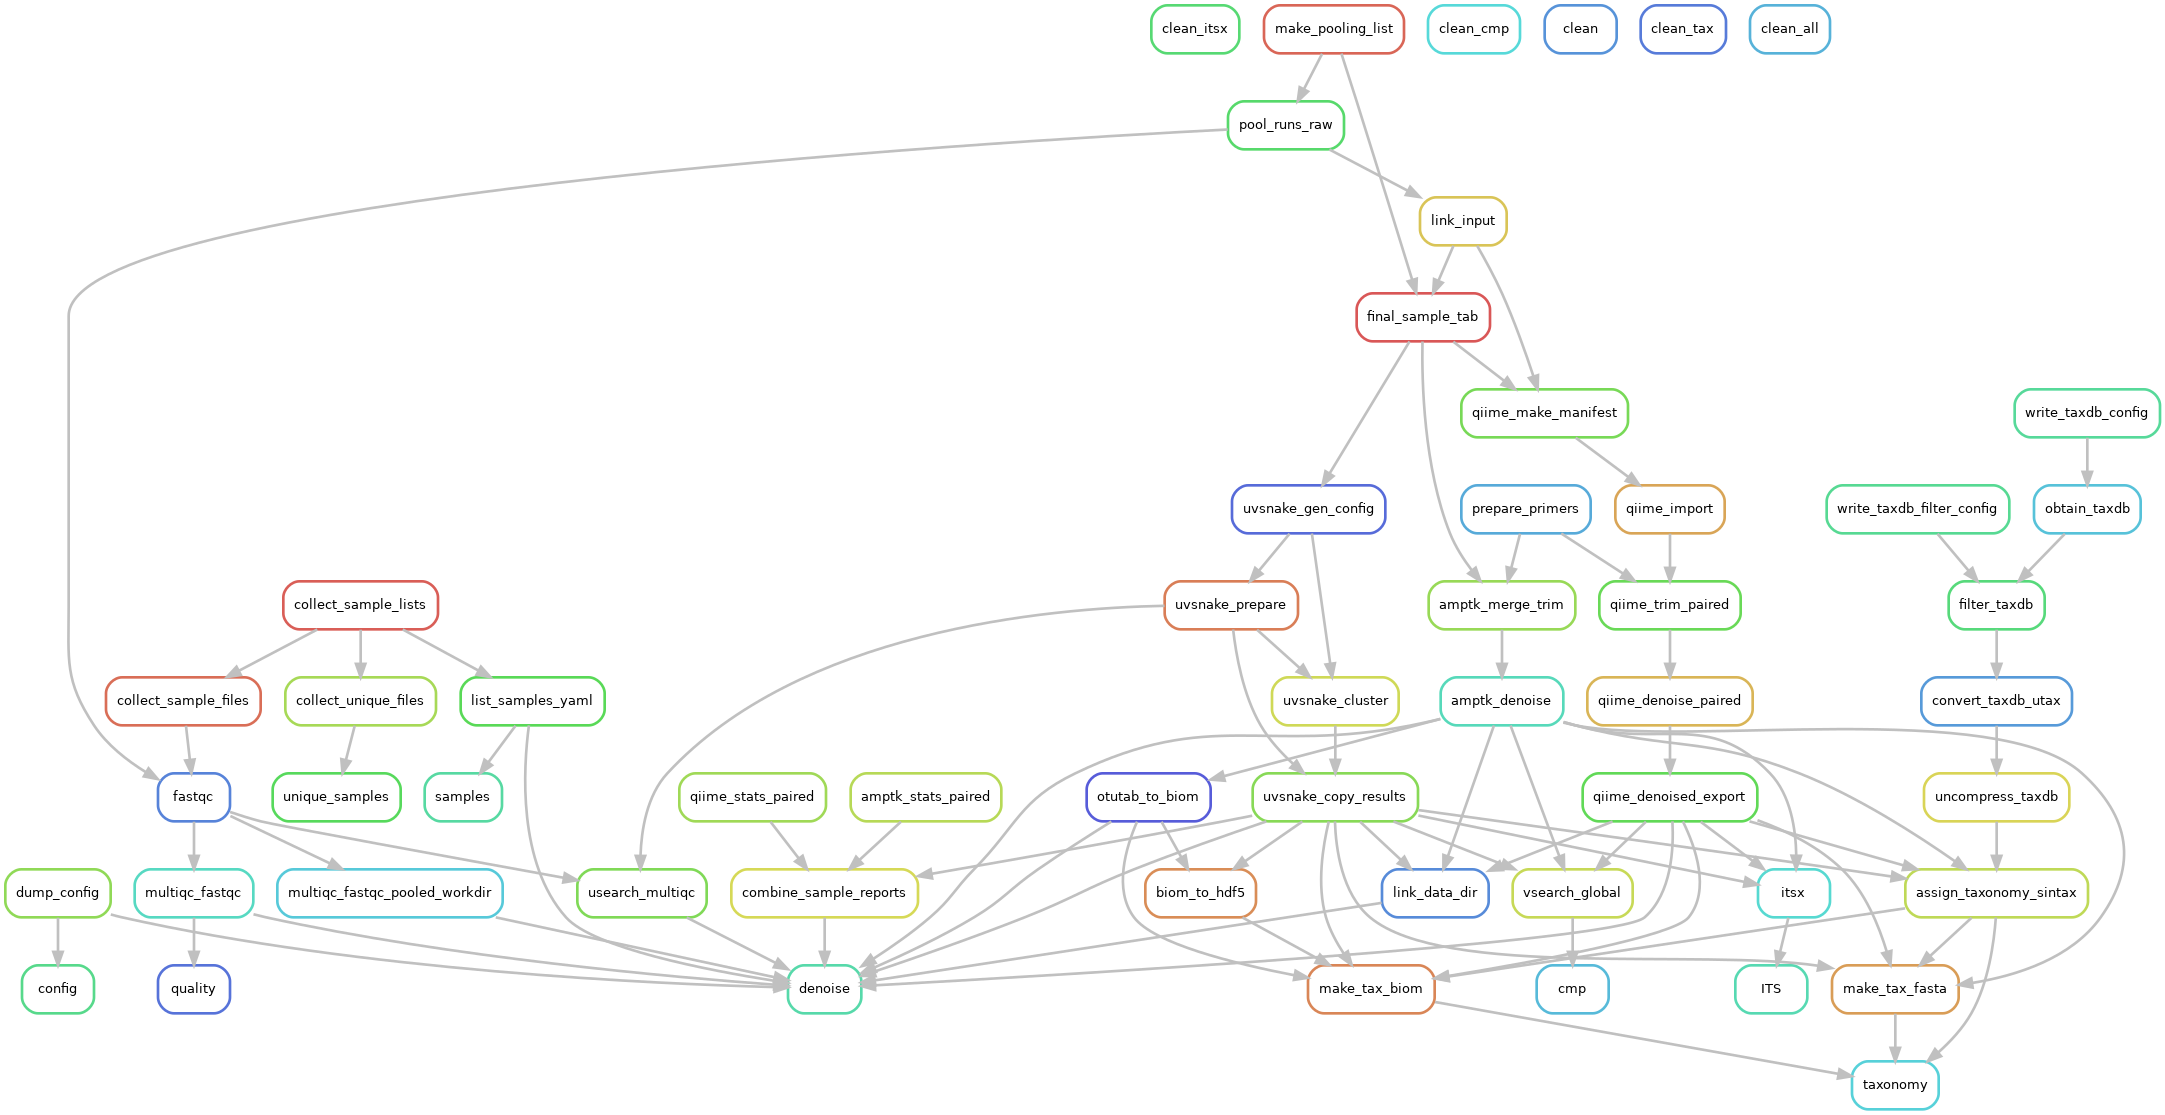 clean_itsx
make_pooling_list
clean_cmp
clean
clean_tax
clean_all
pool_runs_raw
link_input
final_sample_tab
qiime_make_manifest
write_taxdb_config
uvsnake_gen_config
prepare_primers
qiime_import
write_taxdb_filter_config
obtain_taxdb
collect_sample_lists
uvsnake_prepare
amptk_merge_trim
qiime_trim_paired
filter_taxdb
collect_sample_files
collect_unique_files
list_samples_yaml
uvsnake_cluster
amptk_denoise
qiime_denoise_paired
convert_taxdb_utax
fastqc
unique_samples
samples
qiime_stats_paired
amptk_stats_paired
otutab_to_biom
uvsnake_copy_results
qiime_denoised_export
uncompress_taxdb
dump_config
multiqc_fastqc
multiqc_fastqc_pooled_workdir
usearch_multiqc
combine_sample_reports
biom_to_hdf5
link_data_dir
vsearch_global
itsx
assign_taxonomy_sintax
config
quality
denoise
make_tax_biom
cmp
ITS
make_tax_fasta
taxonomy